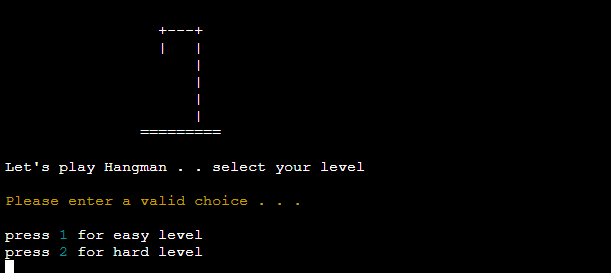 +---+
|   |
    |
    |
    |
    |
=========
Let's play Hangman . . select your level
Please enter a valid choice . . .
press 1 for easy level
press 2 for hard level